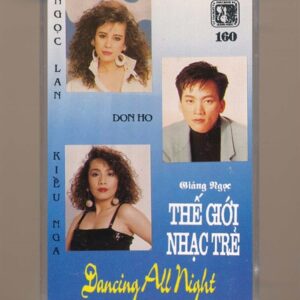 NGỌC LAN
160
DON HO
KIỀU NGA
Giáng Ngọc
THẾ GIỚI
NHẠC TRẺ
Dancing All Night